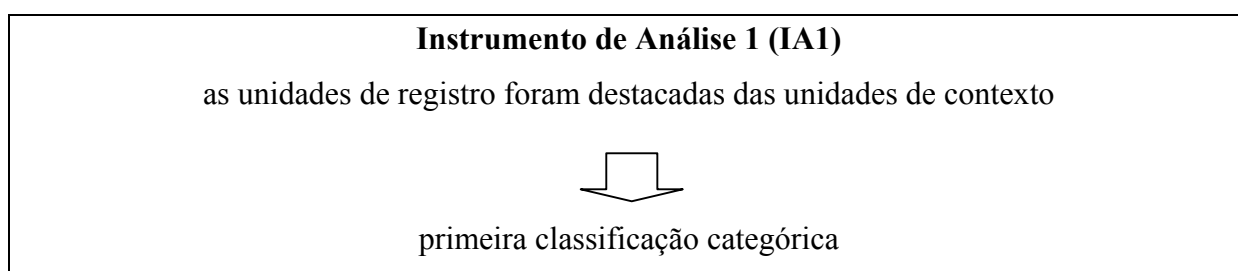 Instrumento de Análise 1 (IA1)
as unidades de registro foram destacadas das unidades de contexto
primeira classificação categórica